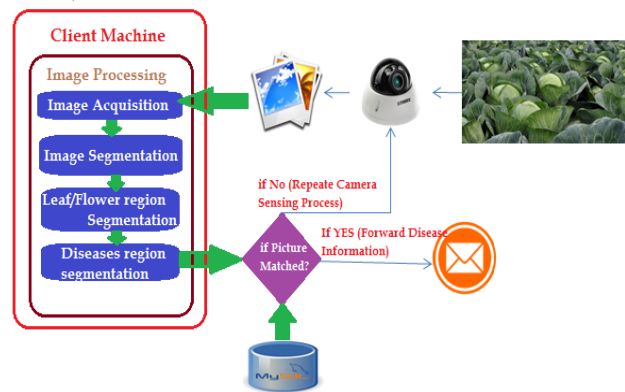 Client Machine
Image Processing
Image Acquisition
Image Segmentation
Leaf/Flower region
Segmentation
Diseases region
segmentation
if No (Repeate Camera
Sensing Process)
if Picture
Matched?
If YES (Forward Disease
Information)
MySQL